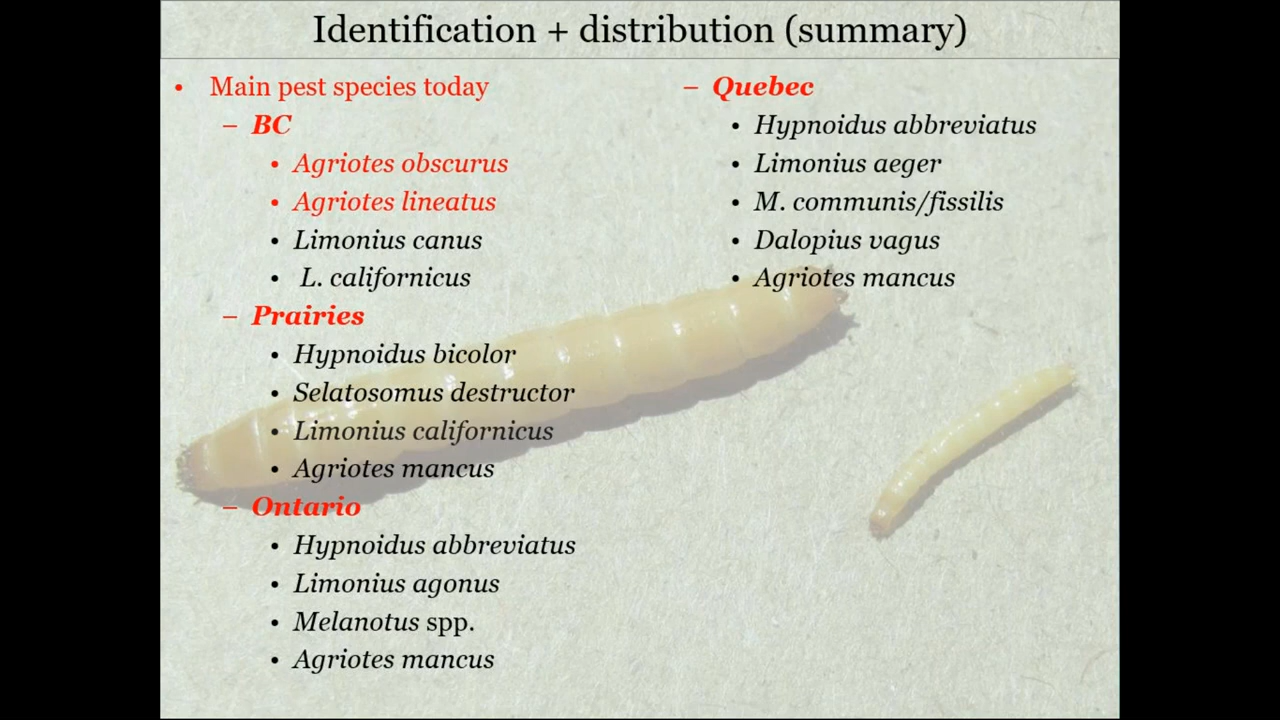 Identification + distribution (summary)
• Main pest species today
– BC
• Agriotes obscurus
• Agriotes lineatus
• Limonius canus
• L. californicus
– Prairies
• Hypnoidus bicolor
• Selatosomus destructor
• Limonius californicus
• Agriotes mancus
– Ontario
• Hypnoidus abbreviatus
• Limonius agonus
• Melanotus spp.
• Agriotes mancus
– Quebec
• Hypnoidus abbreviatus
• Limonius aeger
• M. communis/fissilis
• Dalopius vagus
• Agriotes mancus